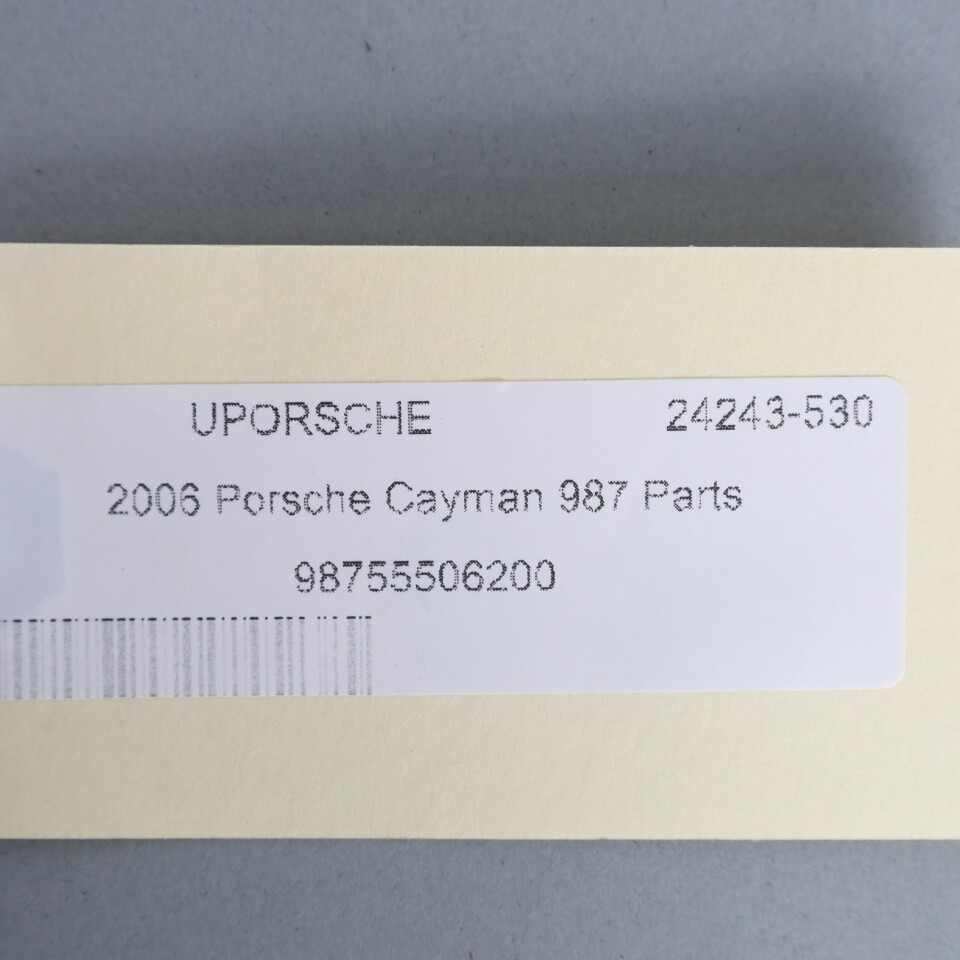 UPORSCHE 24243-530
2006 Porsche Cayman 987 Parts
98755506200